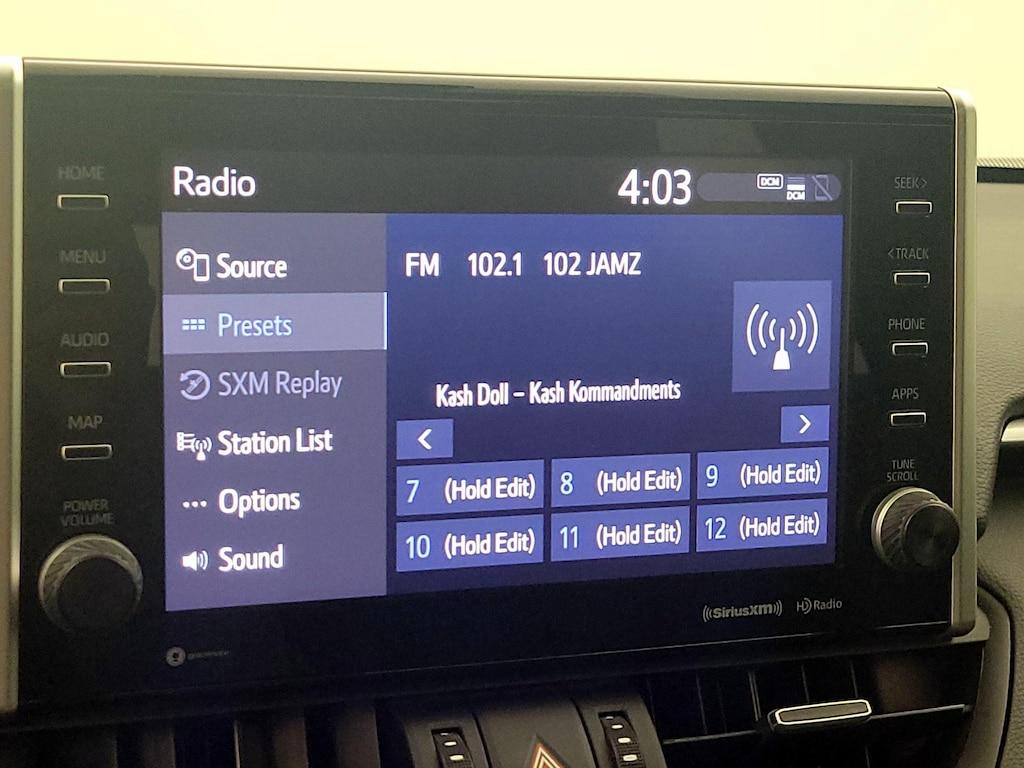 HOME
MENU
AUDIO
MAP
POWER
VOLUME
Radio
4:03
DCM
DCM
Source
Presets
SXM Replay
Station List
Options
Sound
FM 102.1 102 JAMZ
Kash Doll – Kash Kommandments
< >
7 (Hold Edit) 8 (Hold Edit) 9 (Hold Edit)
10 (Hold Edit) 11 (Hold Edit) 12 (Hold Edit)
SEEK>
<TRACK
PHONE
APPS
TUNE
SCROLL
((SiriusXM)) HD Radio